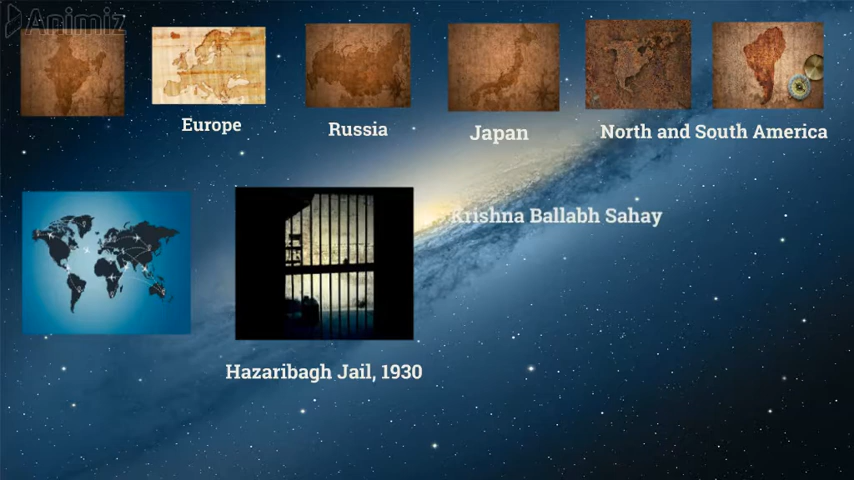 Animiz
Europe
Russia
Japan
North and South America
Krishna Ballabh Sahay
Hazaribagh Jail, 1930